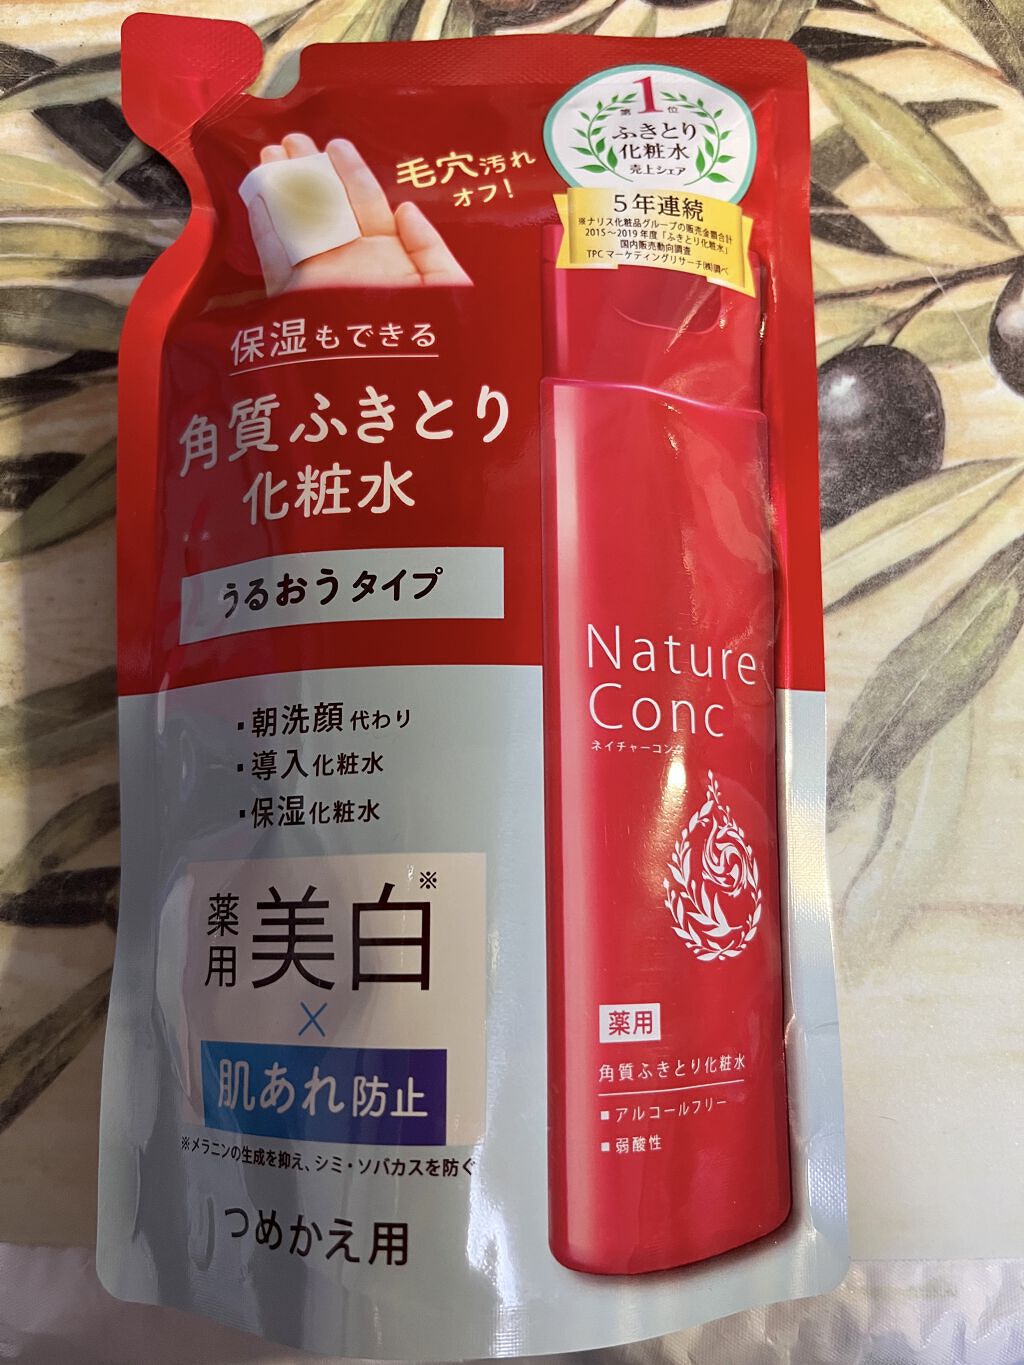 毛穴汚れ
オフ!
第1位
ふきとり
化粧水
売上シェア
5年連続
※ナリス化粧品グループの販売金額合計
2015～2019年度「ふきとり化粧水」
国内販売動向調査
TPCマーケティングリサーチ㈱調べ
保湿もできる
角質ふきとり
化粧水
うるおうタイプ
・朝洗顔代わり
・導入化粧水
・保湿化粧水
薬用美白※
×
肌あれ防止
※メラニンの生成を抑え、シミ・ソバカスを防ぐ
つめかえ用
Nature
Conc
ネイチャーコンク
薬用
角質ふきとり化粧水
■アルコールフリー
■弱酸性